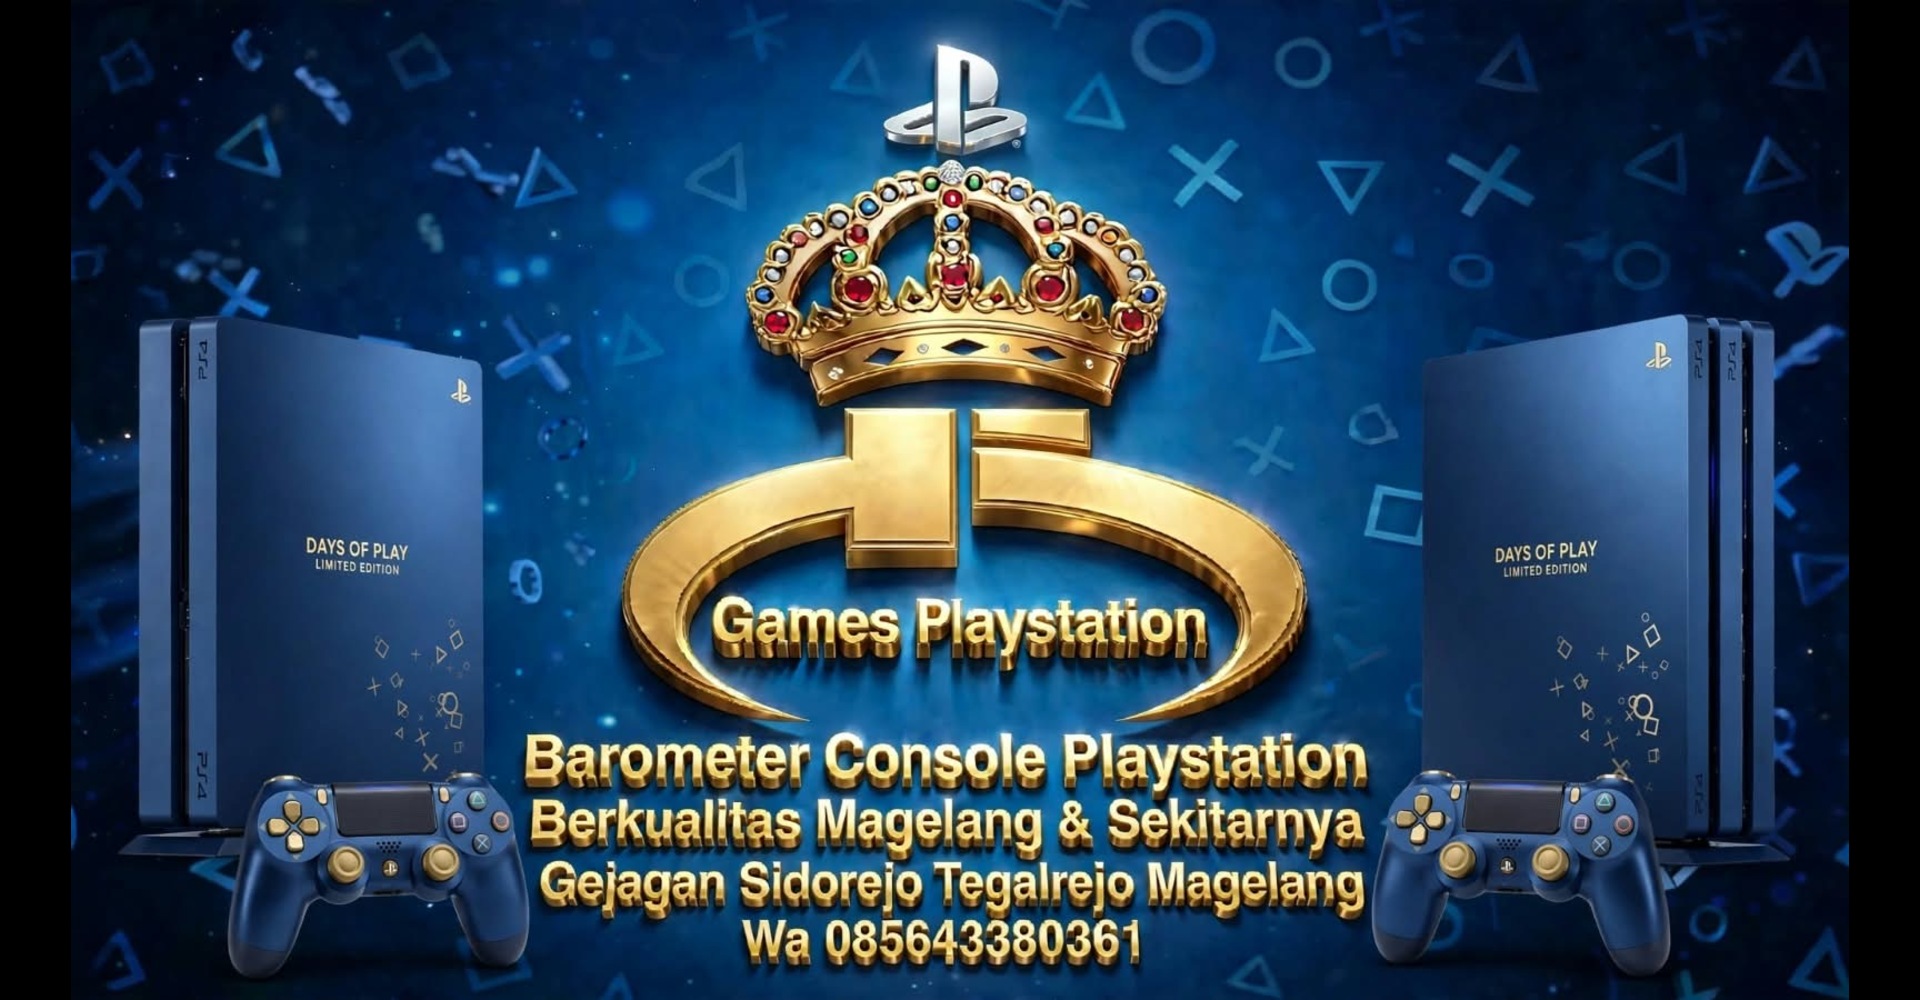 PS4
PS4
DAYS OF PLAY
LIMITED EDITION
PS4
PS4
PS4
DAYS OF PLAY
LIMITED EDITION
Games Playstation
Barometer Console Playstation
Berkualitas Magelang & Sekitarnya
Gejagan Sidorejo Tegalrejo Magelang
Wa 085643380361